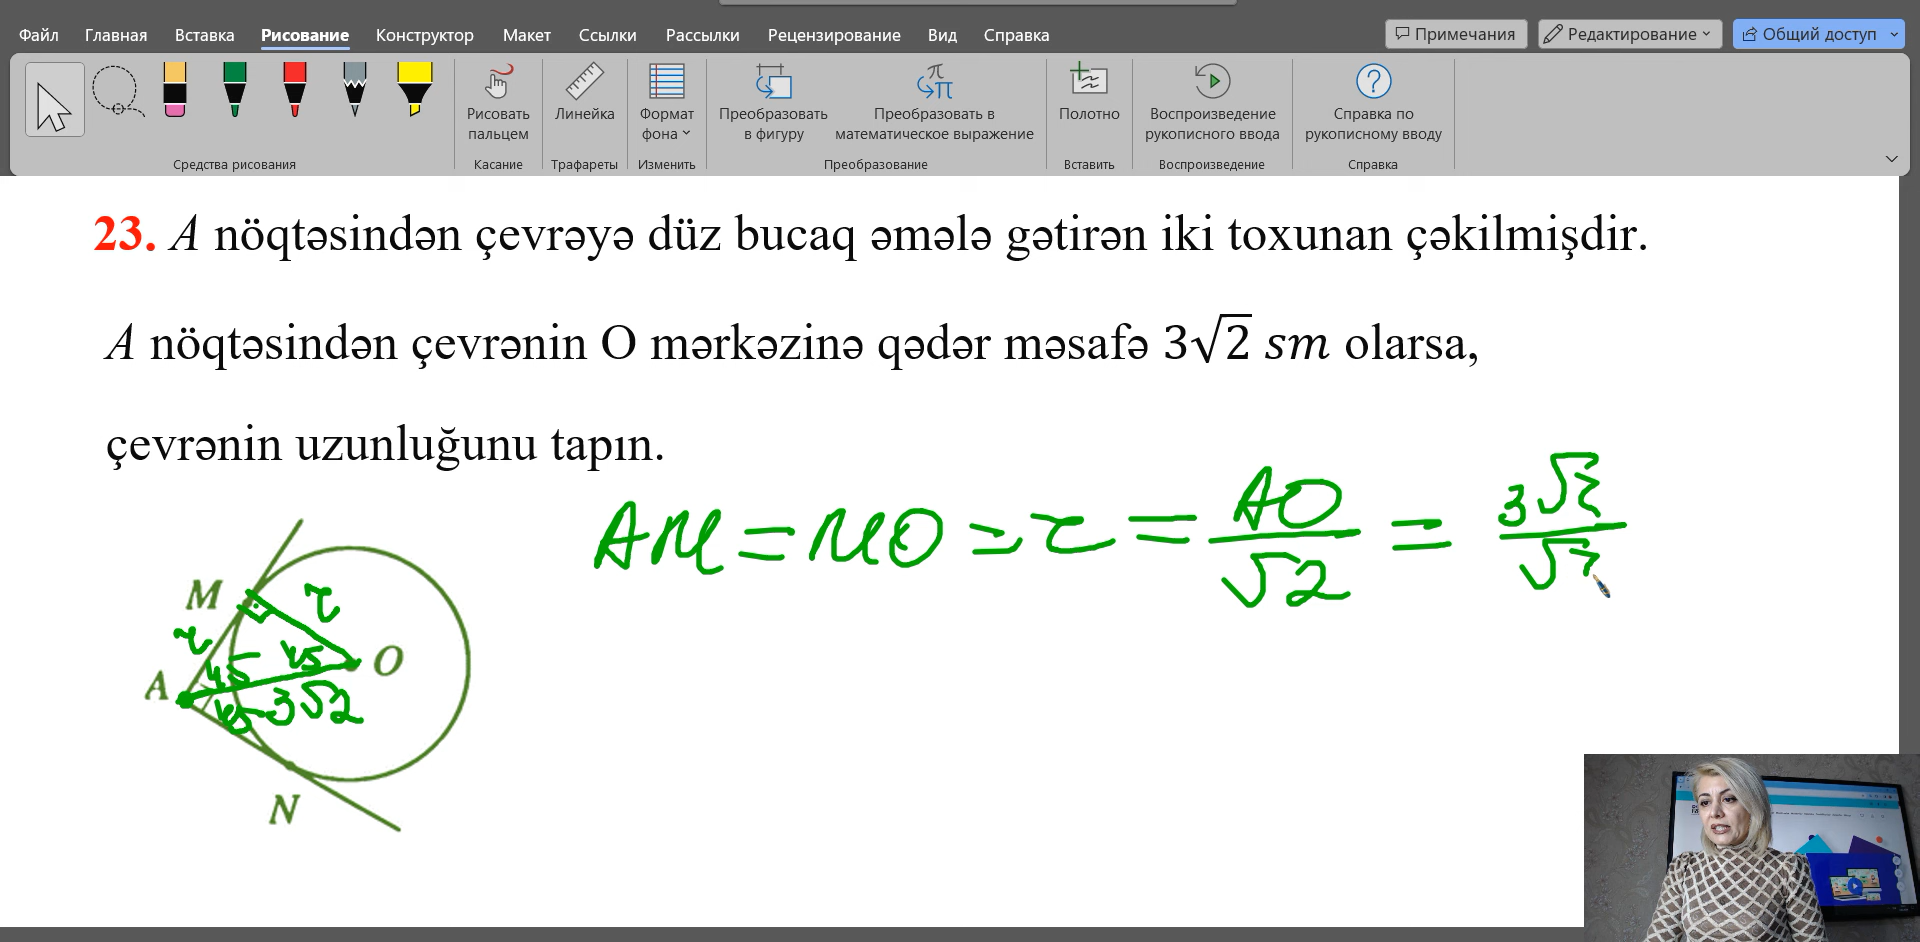 Файл Главная Вставка Рисование Конструктор Макет Ссылки Рассылки Рецензирование Вид Справка Примечания Редактирование Общий доступ
Рисовать пальцем
Линейка
Формат фона
Преобразовать в фигуру
Преобразовать в математическое выражение
Полотно
Воспроизведение рукописного ввода
Справка по рукописному вводу
Средства рисования Касание Трафареты Изменить Преобразование Вставить Воспроизведение Справка
23. A nöqtəsindən çevrəyə düz bucaq əmələ gətirən iki toxunan çəkilmişdir.
A nöqtəsindən çevrənin O mərkəzinə qədər məsafə 3√2 sm olarsa,
çevrənin uzunluğunu tapın.
AM = MO = r = AO/√2 = 3√2/√2
M r
r 45 45 O
A 45 3√2
N